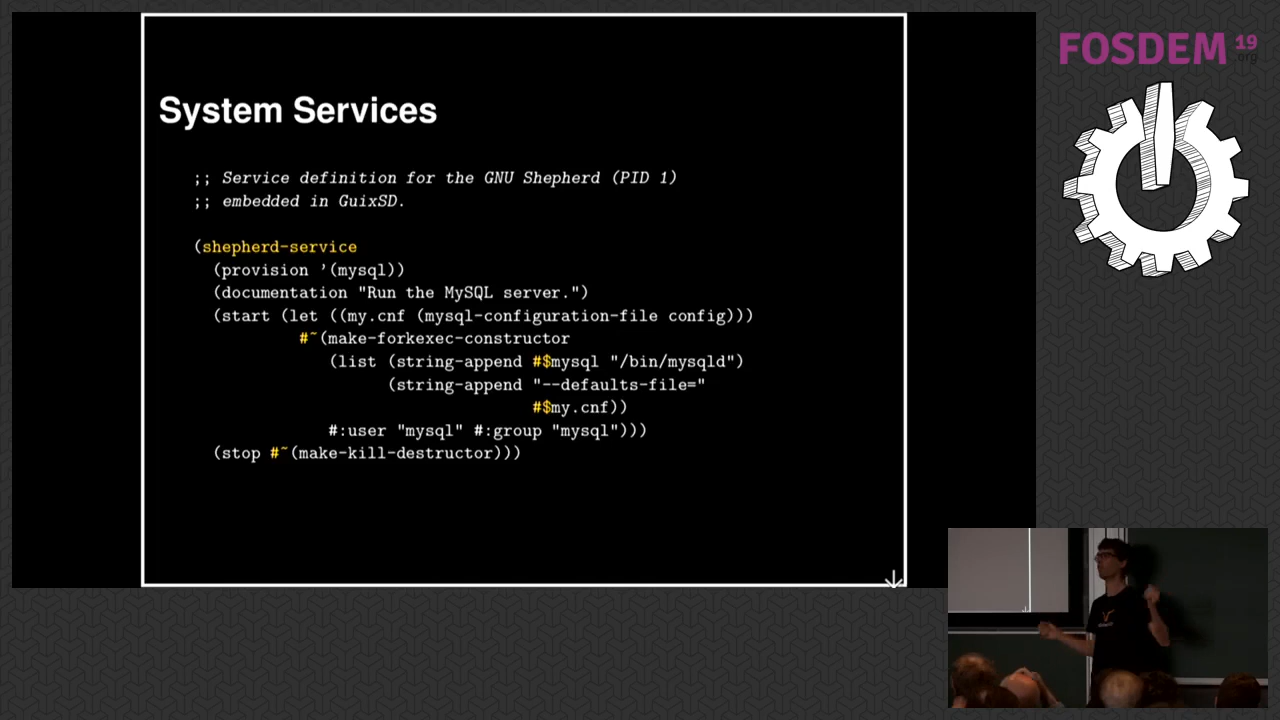 System Services
;; Service definition for the GNU Shepherd (PID 1)
;; embedded in GuixSD.
(shepherd-service
(provision '(mysql))
(documentation "Run the MySQL server.")
(start (let ((my.cnf (mysql-configuration-file config)))
#~(make-forkexec-constructor
(list (string-append #$mysql "/bin/mysqld")
(string-append "--defaults-file="
#$my.cnf))
#:user "mysql" #:group "mysql")))
(stop #~(make-kill-destructor)))
FOSDEM 19
.org